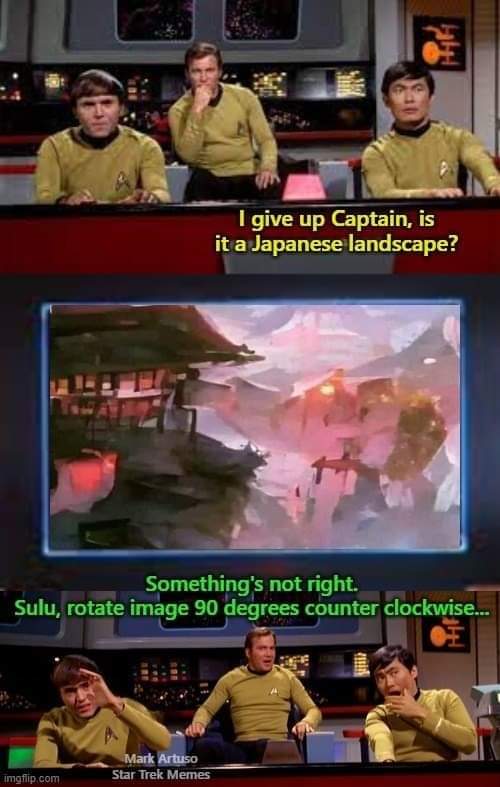 I give up Captain, is
it a Japanese landscape?
Something's not right.
Sulu, rotate image 90 degrees counter clockwise...
Mark Artuso
Star Trek Memes
imgflip.com